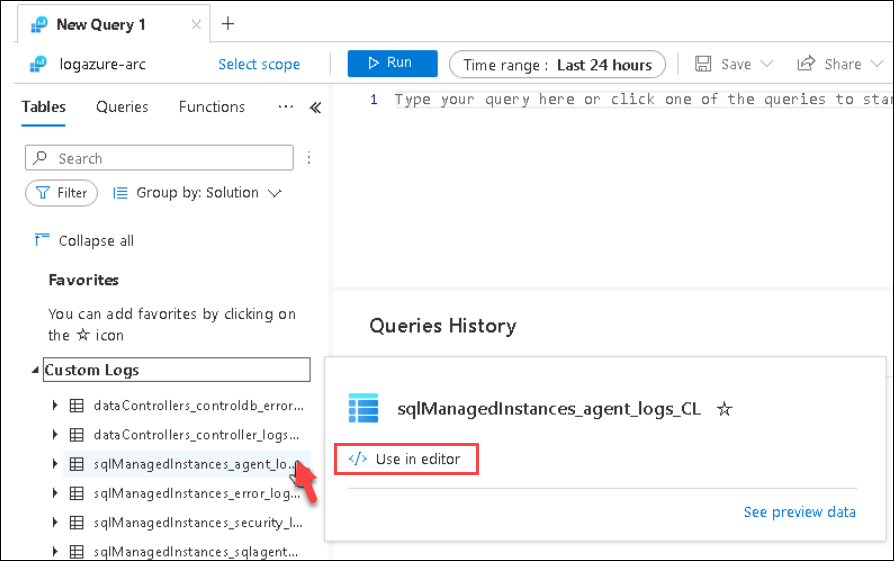 New Query 1
logazure-arc
Select scope
Run
Time range : Last 24 hours
Save
Share
Tables
Queries
Functions
1 Type your query here or click one of the queries to star
Search
Filter
Group by: Solution
Collapse all
Favorites
You can add favorites by clicking on
the ☆ icon
Queries History
Custom Logs
dataControllers_controldb_error...
dataControllers_controller_logs...
sqlManagedInstances_agent_lo...
sqlManagedInstances_error_log...
sqlManagedInstances_security_l...
sqlManagedInstances_sqlagent...
sqlManagedInstances_agent_logs_CL
</> Use in editor
See preview data